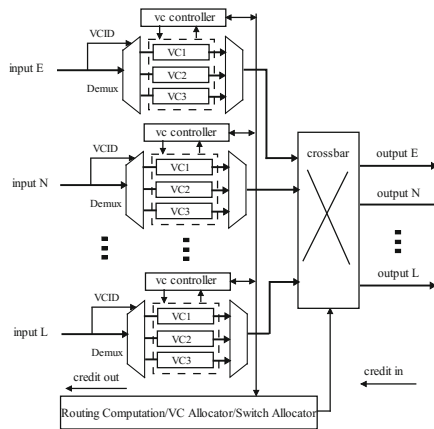 vc controller
VCID
VC1
input E
VC2
Demux
VC3
vc controller
VCID
crossbar
output E
VC1
input N
VC2
output N
Demux
VC3
vc controller
output L
VCID
VC1
input L
VC2
Demux
VC3
credit out
credit in
Routing Computation/VC Allocator/Switch Allocator